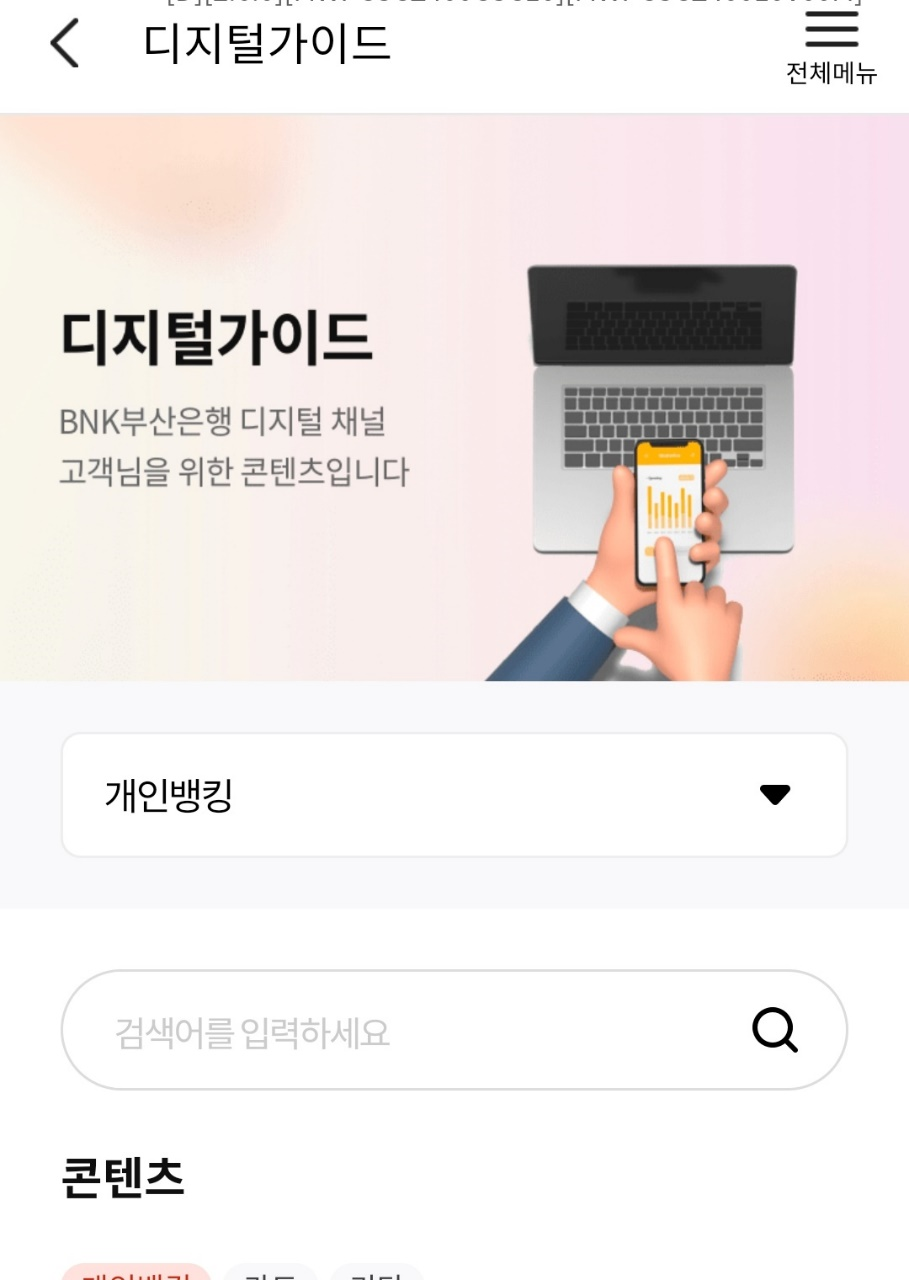 디지털가이드
전체메뉴
디지털가이드
BNK부산은행 디지털 채널
고객님을 위한 콘텐츠입니다
개인뱅킹
검색어를 입력하세요
콘텐츠